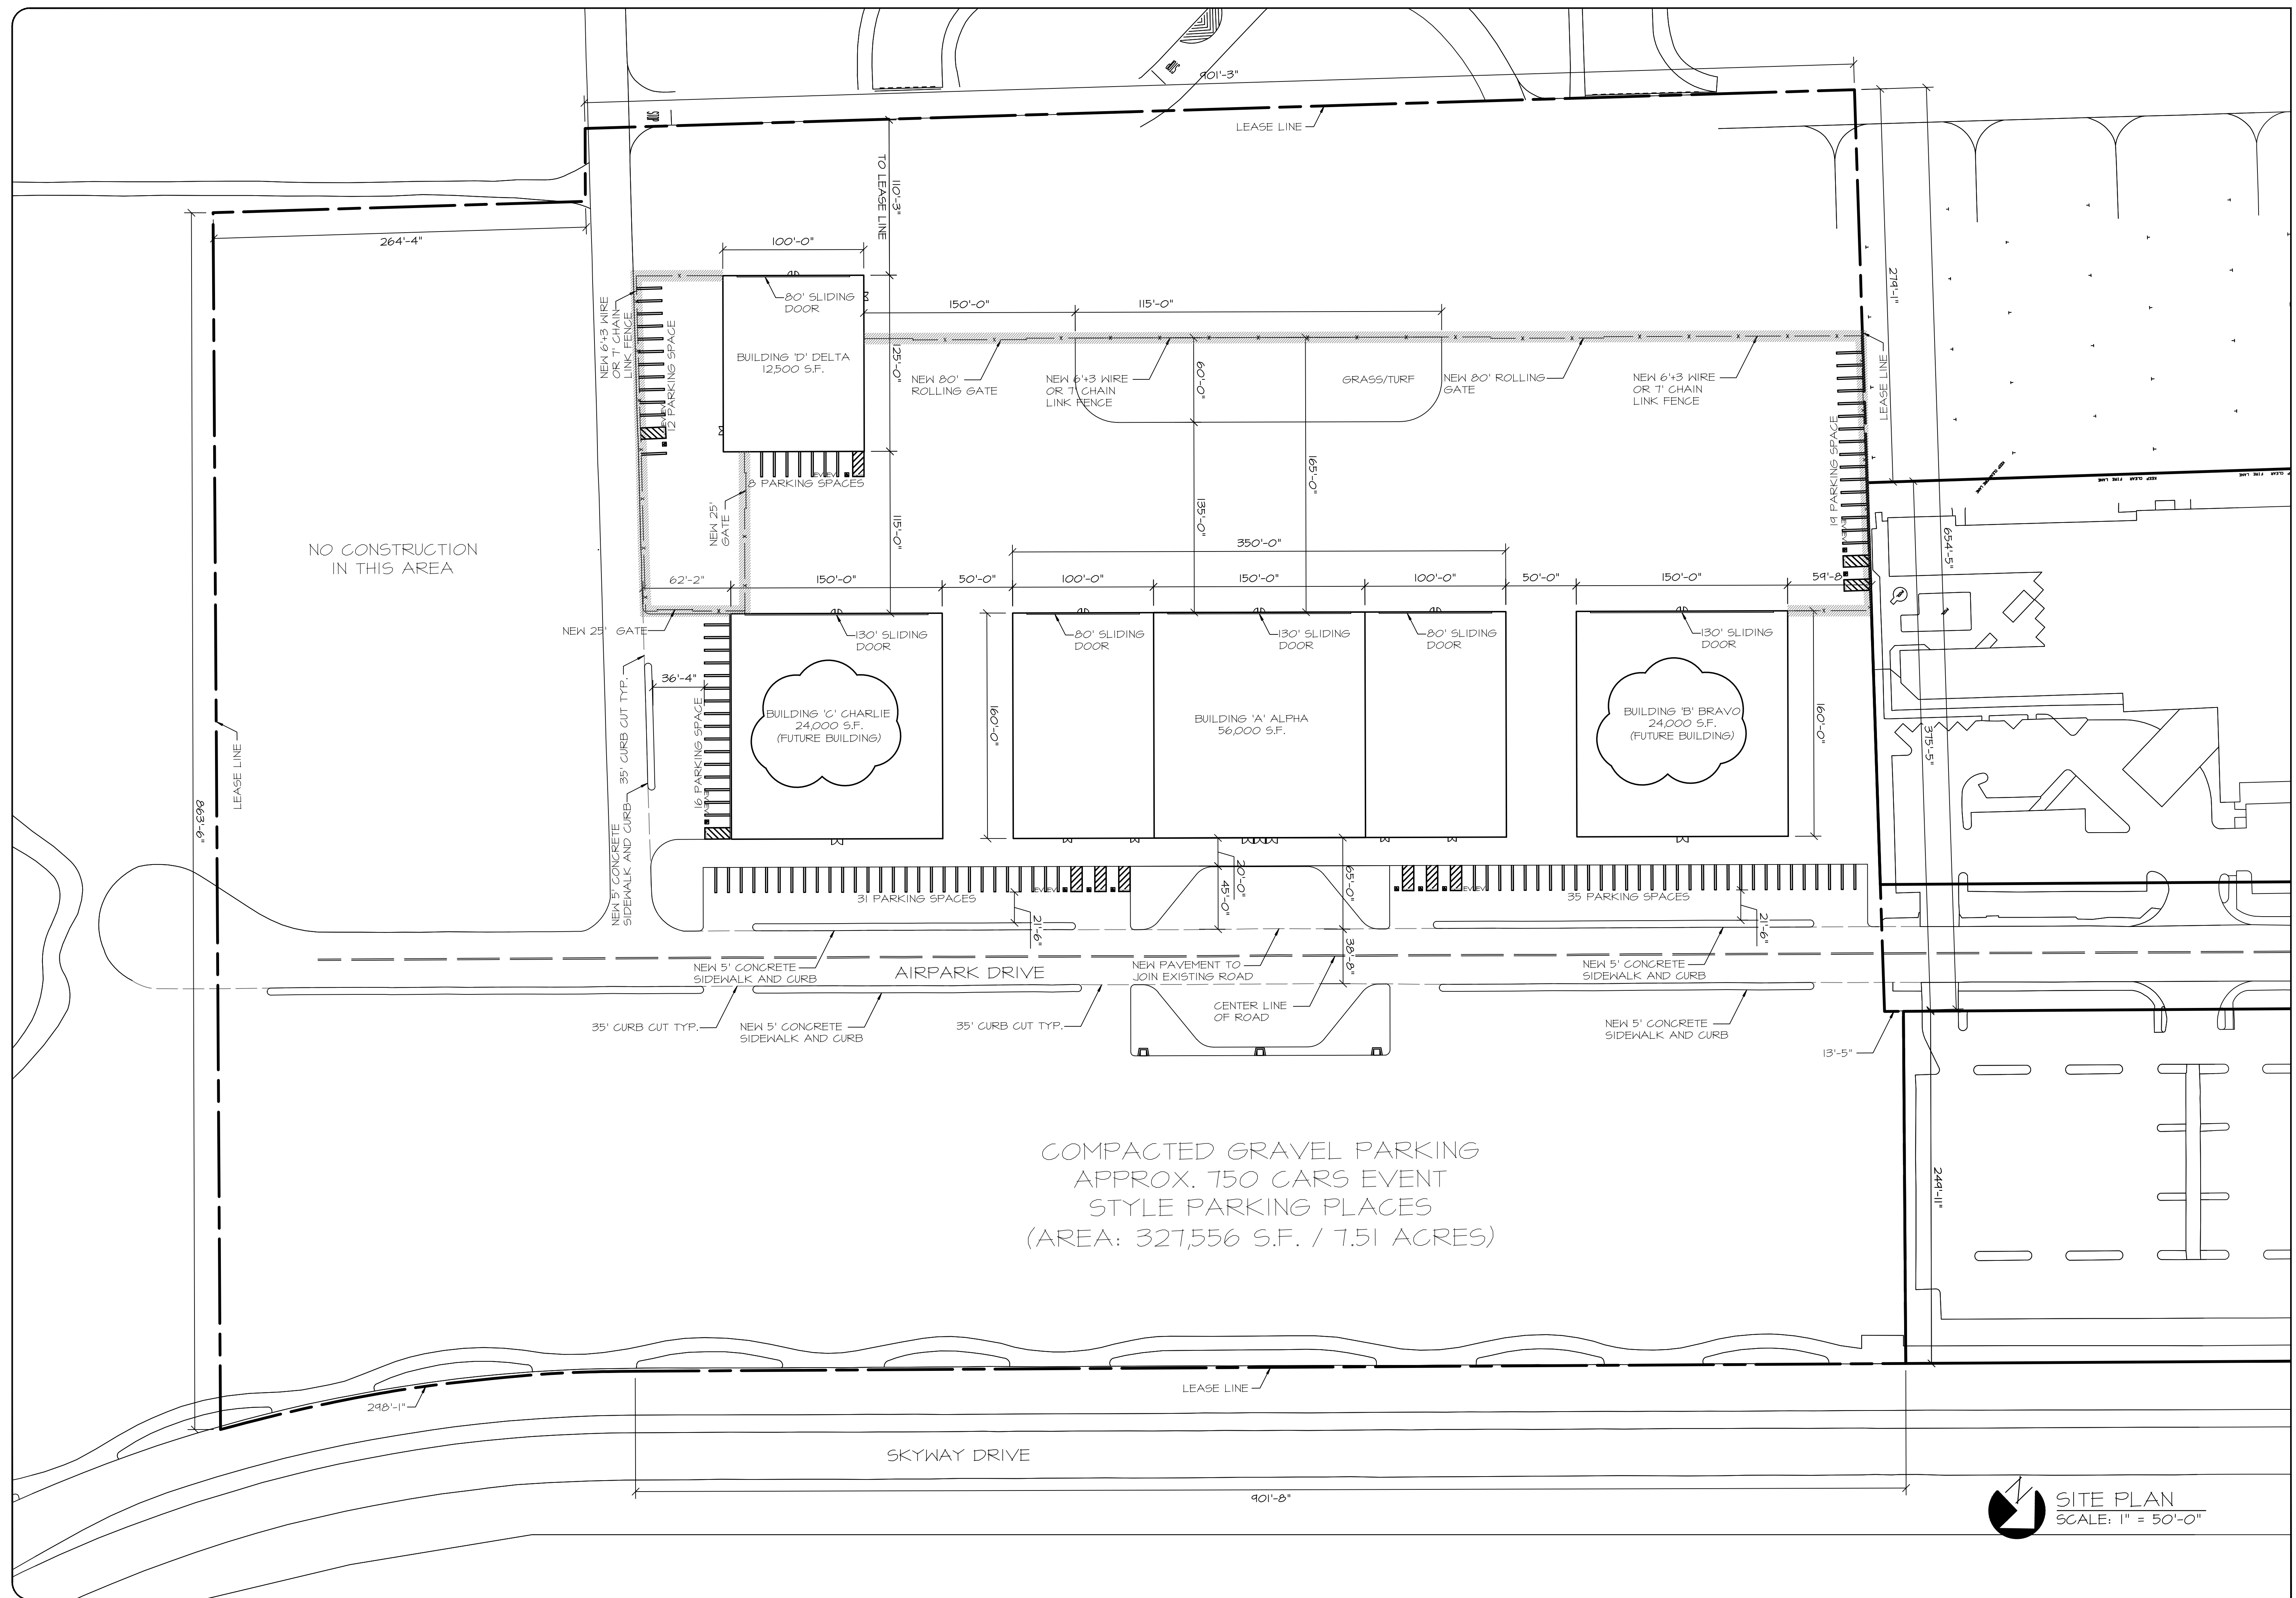 STOP
901'-3"
LEASE LINE
110'-3"
TO LEASE LINE
264'-4"
100'-0"
80' SLIDING
DOOR
NEW 6'+3 WIRE
OR 7' CHAIN
LINK FENCE
12 PARKING SPACE
BUILDING 'D' DELTA
12,500 S.F.
150'-0"
115'-0"
125'-0"
NEW 80'
ROLLING GATE
NEW 6'+3 WIRE
OR 7' CHAIN
LINK FENCE
60'-0"
GRASS/TURF
NEW 80' ROLLING
GATE
NEW 6'+3 WIRE
OR 7' CHAIN
LINK FENCE
279'-1"
LEASE LINE
19 PARKING SPACE
8 PARKING SPACES
165'-0"
135'-0"
115'-0"
NEW 25'
GATE
KEEP CLEAR FIRE LANE
654'-5"
NO CONSTRUCTION
IN THIS AREA
350'-0"
62'-2"
150'-0"
50'-0"
100'-0"
150'-0"
100'-0"
50'-0"
150'-0"
59'-8
NEW 25' GATE
130' SLIDING
DOOR
80' SLIDING
DOOR
130' SLIDING
DOOR
80' SLIDING
DOOR
130' SLIDING
DOOR
35' CURB CUT TYP.
36'-4"
16 PARKING SPACE
BUILDING 'C' CHARLIE
24,000 S.F.
(FUTURE BUILDING)
160'-0"
BUILDING 'A' ALPHA
56,000 S.F.
BUILDING 'B' BRAVO
24,000 S.F.
(FUTURE BUILDING)
160'-0"
375'-5"
LEASE LINE
863'-6"
NEW 5' CONCRETE
SIDEWALK AND CURB
31 PARKING SPACES
20'-0"
45'-0"
65'-0"
35 PARKING SPACES
21'-6"
21'-6"
38'-8"
NEW 5' CONCRETE
SIDEWALK AND CURB
AIRPARK DRIVE
NEW PAVEMENT TO
JOIN EXISTING ROAD
NEW 5' CONCRETE
SIDEWALK AND CURB
CENTER LINE
OF ROAD
35' CURB CUT TYP.
NEW 5' CONCRETE
SIDEWALK AND CURB
35' CURB CUT TYP.
NEW 5' CONCRETE
SIDEWALK AND CURB
13'-5"
COMPACTED GRAVEL PARKING
APPROX. 750 CARS EVENT
STYLE PARKING PLACES
(AREA: 327,556 S.F. / 7.51 ACRES)
249'-11"
LEASE LINE
298'-1"
SKYWAY DRIVE
901'-8"
N
SITE PLAN
SCALE: 1" = 50'-0"